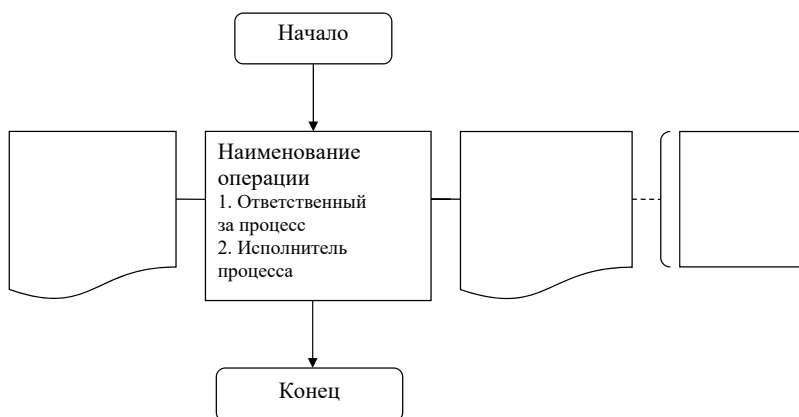 Начало
Наименование
операции
1. Ответственный
за процесс
2. Исполнитель
процесса
Конец